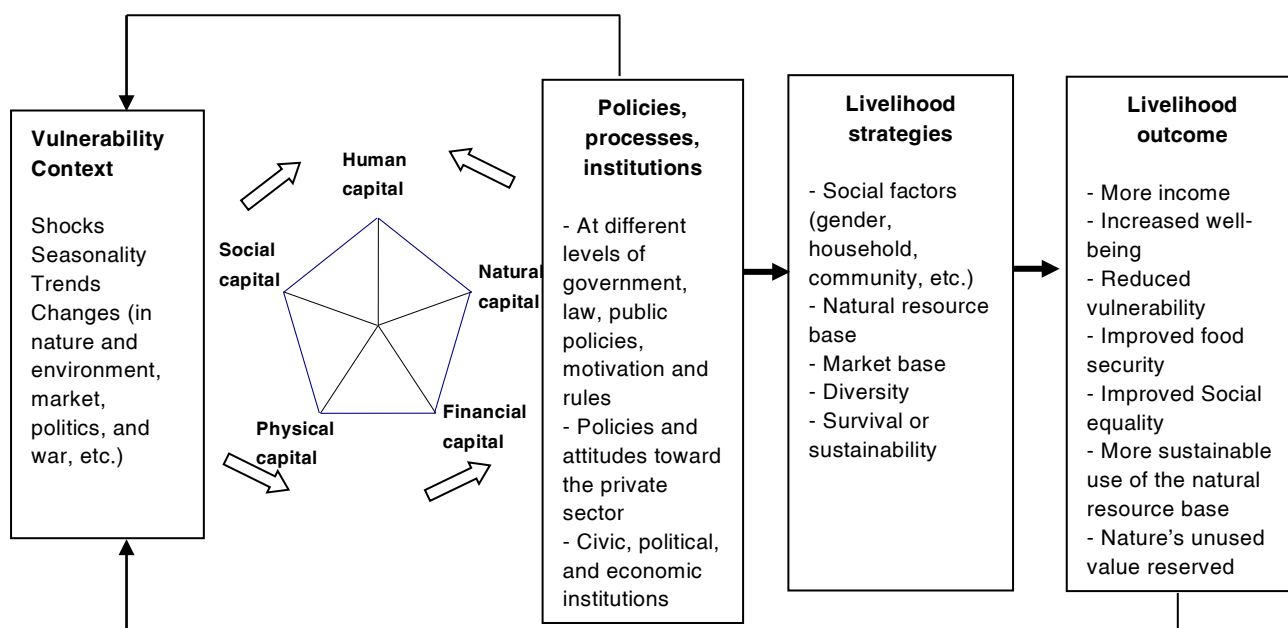 Vulnerability
Context
Shocks
Seasonality
Trends
Changes (in
nature and
environment,
market,
politics, and
war, etc.)
Human
capital
Social
capital
Natural
capital
Physical
capital
Financial
capital
Policies,
processes,
institutions
- At different
levels of
government,
law, public
policies,
motivation and
rules
- Policies and
attitudes toward
the private
sector
- Civic, political,
and economic
institutions
Livelihood
strategies
- Social factors
(gender,
household,
community, etc.)
- Natural resource
base
- Market base
- Diversity
- Survival or
sustainability
Livelihood
outcome
- More income
- Increased well-
being
- Reduced
vulnerability
- Improved food
security
- Improved Social
equality
- More sustainable
use of the natural
resource base
- Nature's unused
value reserved